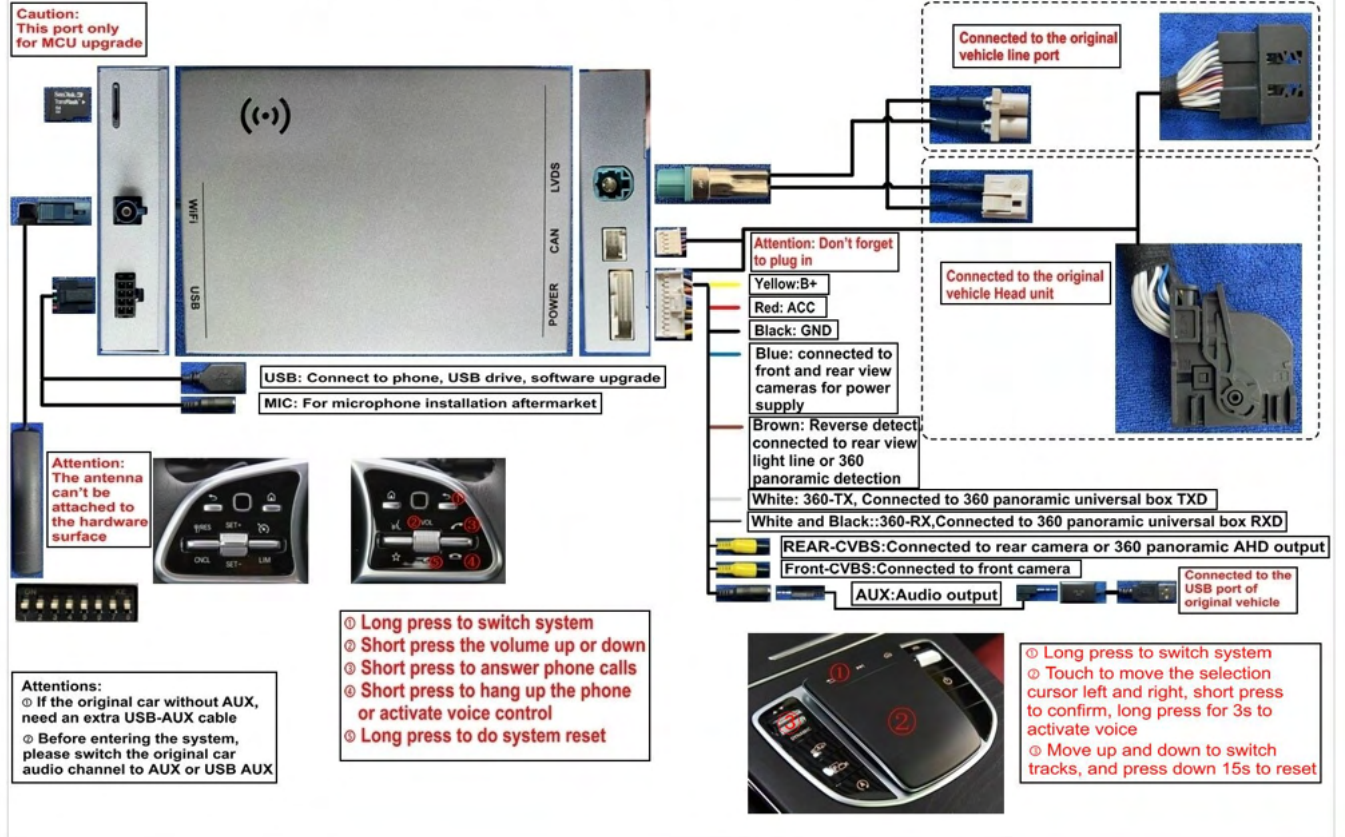 Caution:
This port only
for MCU upgrade
WiFi
USB
LVDS
CAN
POWER
Connected to the original
vehicle line port
Attention: Don't forget
to plug in
Connected to the original
vehicle Head unit
Yellow:B+
Red: ACC
Black: GND
Blue: connected to
front and rear view
cameras for power
supply
Brown: Reverse detect,
connected to rear view
light line or 360
panoramic detection
White: 360-TX, Connected to 360 panoramic universal box TXD
White and Black::360-RX,Connected to 360 panoramic universal box RXD
REAR-CVBS:Connected to rear camera or 360 panoramic AHD output
Front-CVBS:Connected to front camera
AUX:Audio output
Connected to the
USB port of
original vehicle
USB: Connect to phone, USB drive, software upgrade
MIC: For microphone installation aftermarket
Attention:
The antenna
can't be
attached to
the hardware
surface
RES
SET+
CNCL
SET-
LIM
①
② VOL
③
④
⑤
① Long press to switch system
② Short press the volume up or down
③ Short press to answer phone calls
④ Short press to hang up the phone
or activate voice control
⑤ Long press to do system reset
Attentions:
① If the original car without AUX,
need an extra USB-AUX cable
② Before entering the system,
please switch the original car
audio channel to AUX or USB AUX
①
②
③
① Long press to switch system
② Touch to move the selection
cursor left and right, short press
to confirm, long press for 3s to
activate voice
③ Move up and down to switch
tracks, and press down 15s to reset